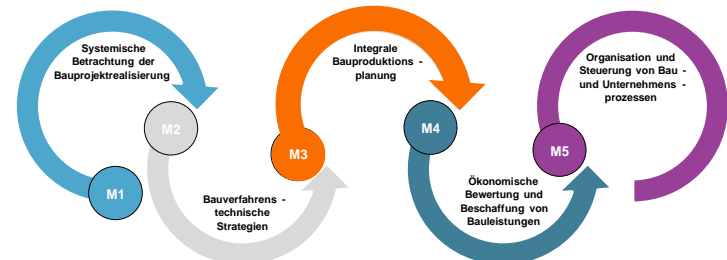 Systemische
Betrachtung der
Bauprojektrealisierung
M1
M2
Bauverfahrens -
technische
Strategien
Integrale
Bauproduktions -
planung
M3
M4
Ökonomische
Bewertung und
Beschaffung von
Bauleistungen
Organisation und
Steuerung von Bau -
und Unternehmens -
prozessen
M5